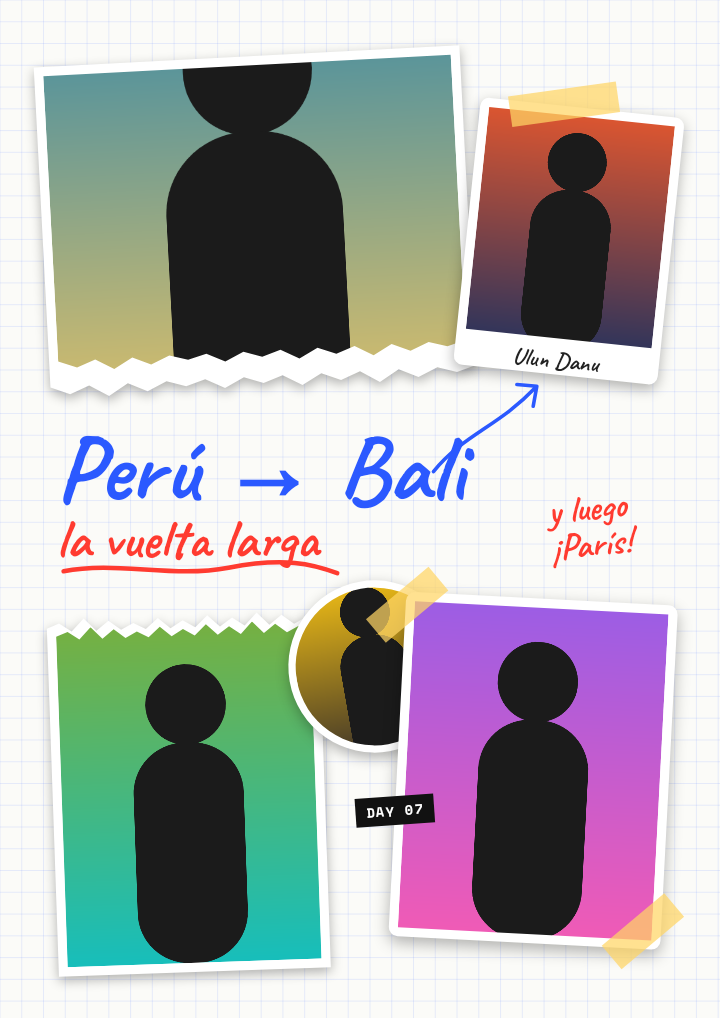 Ulun Danu
Perú → Bali
la vuelta larga
y luego
¡París!
DAY 07